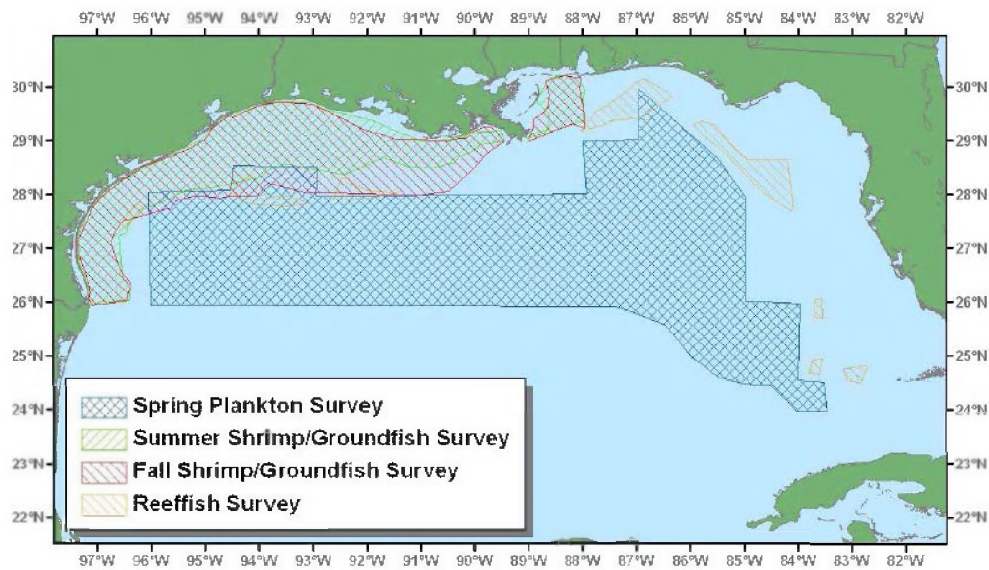 97°W 96°W 95°W 94°W 93°W 92°W 91°W 90°W 89°W 88°W 87°W 86°W 85°W 84°W 83°W 82°W
30°N 30°N
29°N 29°N
28°N 28°N
27°N 27°N
26°N 26°N
25°N 25°N
24°N 24°N
23°N 23°N
22°N 22°N
Spring Plankton Survey
Summer Shrimp/Groundfish Survey
Fall Shrimp/Groundfish Survey
Reeffish Survey
97°W 96°W 95°W 94°W 93°W 92°W 91°W 90°W 89°W 88°W 87°W 86°W 85°W 84°W 83°W 82°W